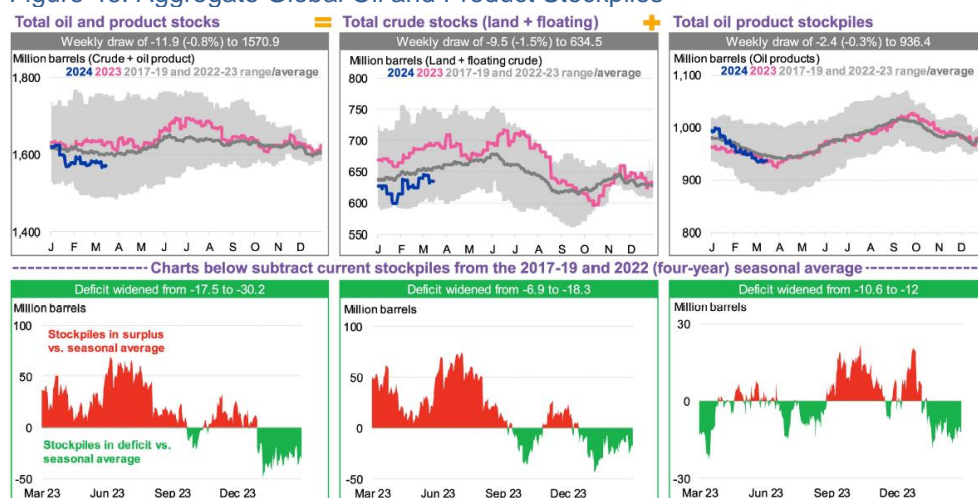 Figure 10: Aggregate Global Oil and Product Stockpiles
Total oil and product stocks
=
Total crude stocks (land + floating)
+
Total oil product stockpiles
Weekly draw of -11.9 (-0.8%) to 1570.9
Million barrels (Crude + oil product)
2024 2023 2017-19 and 2022-23 range/average
1,800
1,600
1,400
J F M A M J J A S O N D
Weekly draw of -9.5 (-1.5%) to 634.5
Million barrels (Land + floating crude)
2024 2023 2017-19 and 2022-23 range/average
800
750
700
650
600
550
J F M A M J J A S O N D
Weekly draw of -2.4 (-0.3%) to 936.4
Million barrels (Oil products)
2024 2023 2017-19 and 2022-23 range/average
1,100
1,000
900
800
J F M A M J J A S O N D
Charts below subtract current stockpiles from the 2017-19 and 2022 (four-year) seasonal average
Deficit widened from -17.5 to -30.2
Million barrels
100
Stockpiles in surplus
vs. seasonal average
50
0
Stockpiles in deficit vs.
seasonal average
-50
Mar 23 Jun 23 Sep 23 Dec 23
Deficit widened from -6.9 to -18.3
Million barrels
100
50
0
-50
Mar 23 Jun 23 Sep 23 Dec 23
Deficit widened from -10.6 to -12
Million barrels
30
0
-30
Mar 23 Jun 23 Sep 23 Dec 23